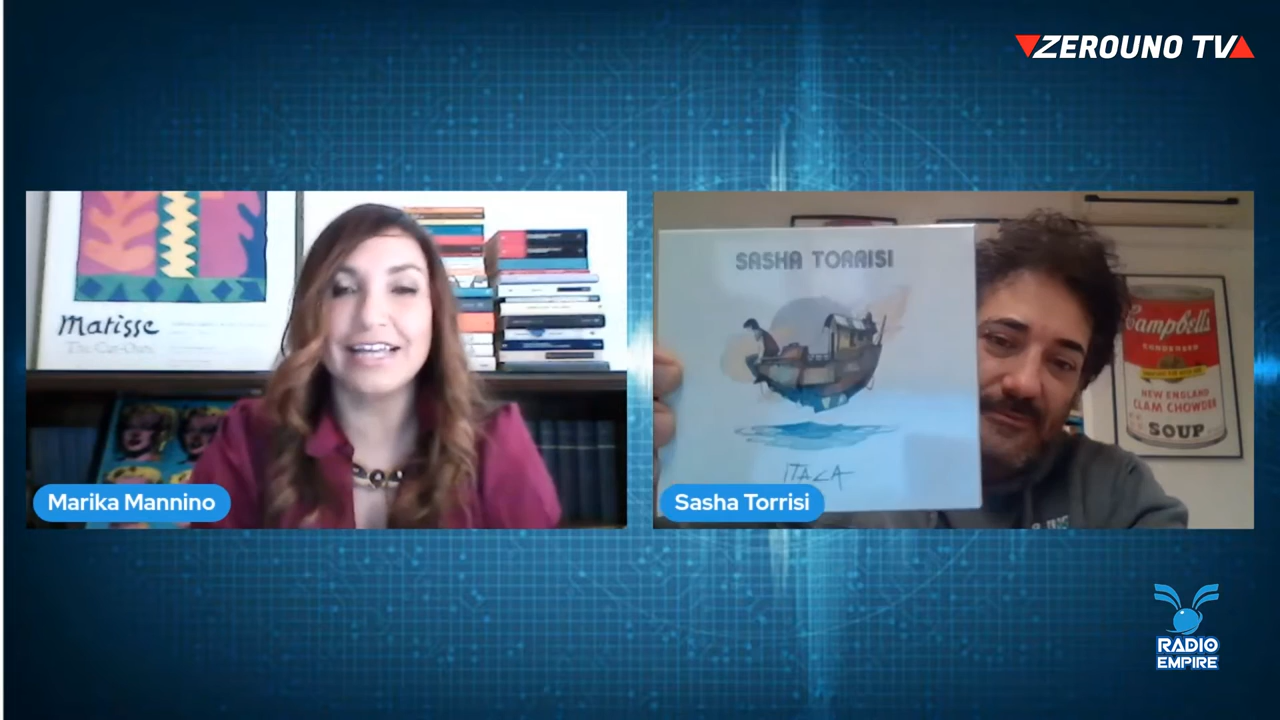 ZEROUNO TV
Matisse
The Cut-Outs
SASHA TORRISI
ITACA
Campbell's
CONDENSED
NEW ENGLAND
CLAM CHOWDER
SOUP
Marika Mannino
Sasha Torrisi
RADIO
EMPIRE